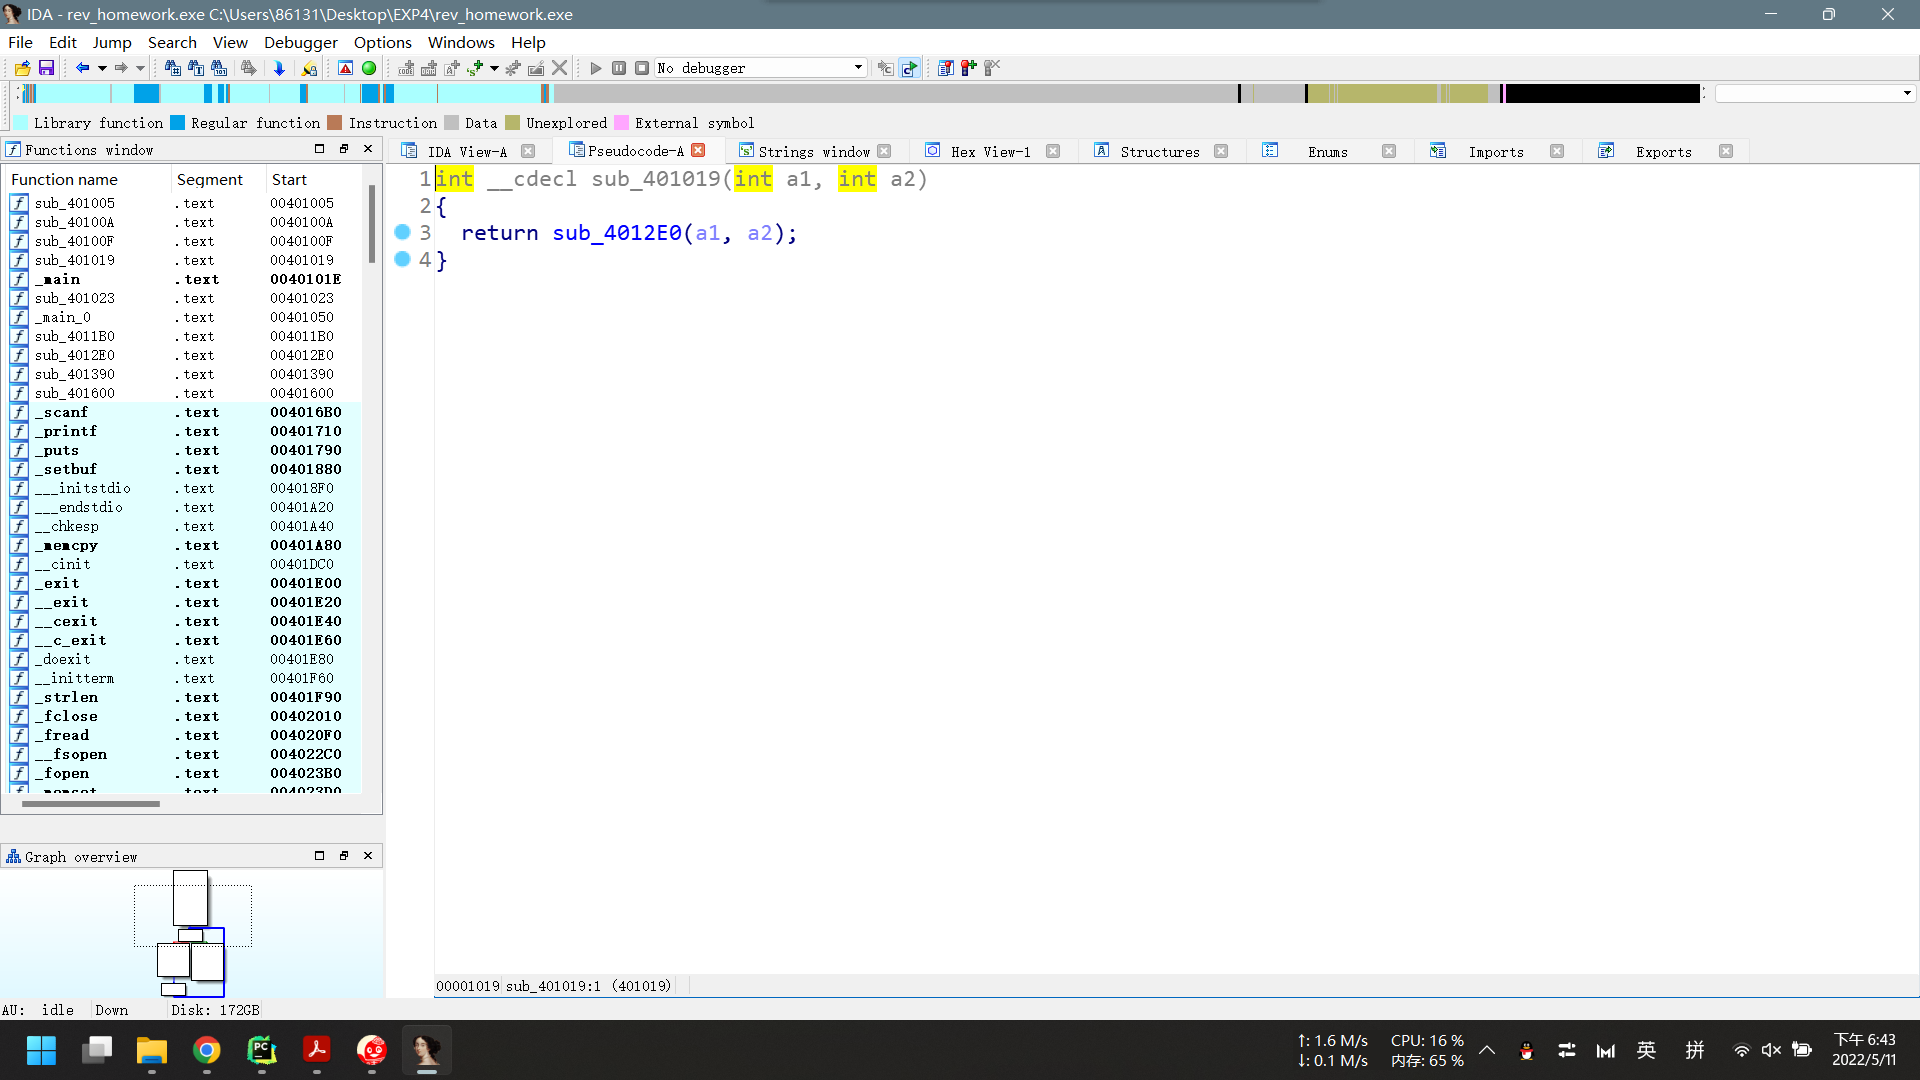 IDA - rev_homework.exe C:\Users\86131\Desktop\EXP4\rev_homework.exe
File Edit Jump Search View Debugger Options Windows Help
No debugger
Library function Regular function Instruction Data Unexplored External symbol
Functions window
IDA View-A Pseudocode-A Strings window Hex View-1 Structures Enums Imports Exports
Function name Segment Start
sub_401005 .text 00401005
sub_40100A .text 0040100A
sub_40100F .text 0040100F
sub_401019 .text 00401019
_main .text 0040101E
sub_401023 .text 00401023
_main_0 .text 00401050
sub_4011B0 .text 004011B0
sub_4012E0 .text 004012E0
sub_401390 .text 00401390
sub_401600 .text 00401600
_scanf .text 004016B0
_printf .text 00401710
_puts .text 00401790
_setbuf .text 00401880
___initstdio .text 004018F0
___endstdio .text 00401A20
__chkesp .text 00401A40
_memcpy .text 00401A80
__cinit .text 00401DC0
_exit .text 00401E00
__exit .text 00401E20
__cexit .text 00401E40
__c_exit .text 00401E60
_doexit .text 00401E80
__initterm .text 00401F60
_strlen .text 00401F90
_fclose .text 00402010
_fread .text 004020F0
__fsopen .text 004022C0
_fopen .text 004023B0
_memset .text 004023D0
1 int __cdecl sub_401019(int a1, int a2)
2 {
3 return sub_4012E0(a1, a2);
4 }
00001019 sub_401019:1 (401019)
Graph overview
AU: idle Down Disk: 172GB
↑: 1.6 M/s CPU: 16 %
↓: 0.1 M/s 内存: 65 %
英 拼
下午 6:43
2022/5/11